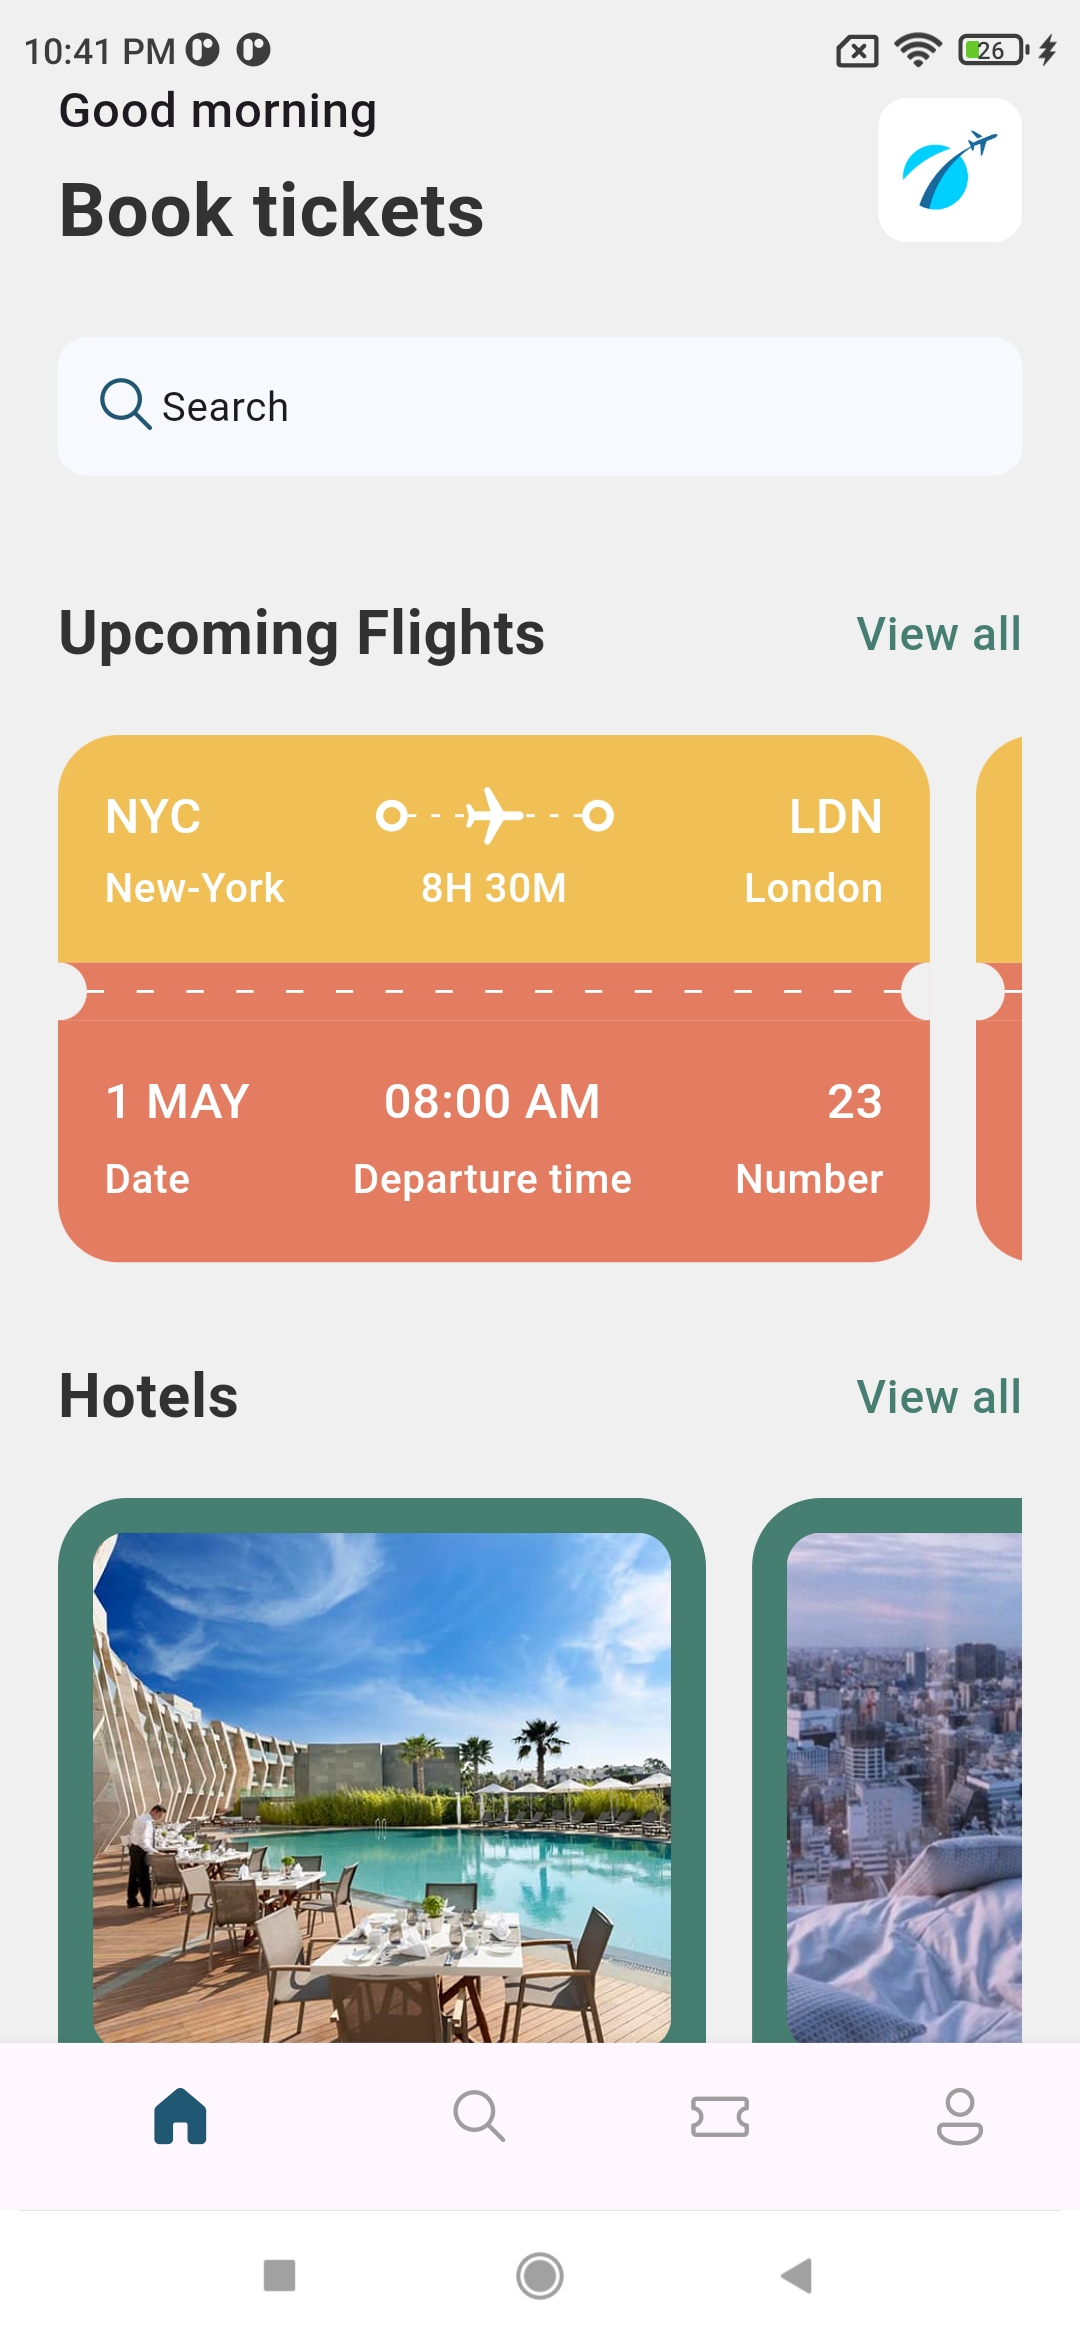 10:41 PM
26
Good morning
Book tickets
Search
Upcoming Flights
View all
NYC
LDN
New-York
8H 30M
London
1 MAY
08:00 AM
23
Date
Departure time
Number
Hotels
View all